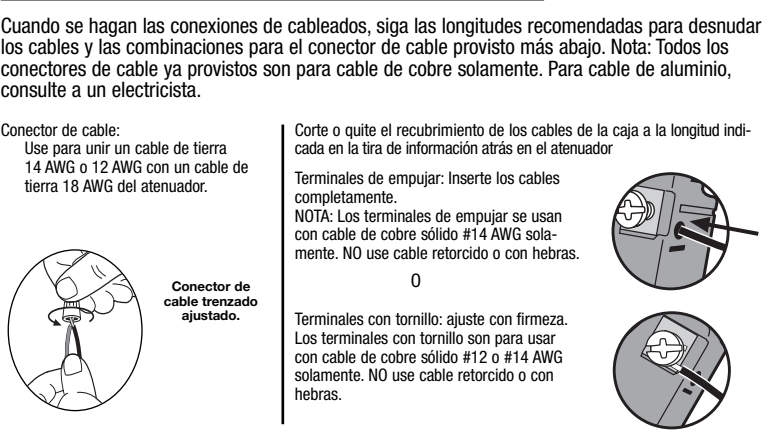 Cuando se hagan las conexiones de cableados, siga las longitudes recomendadas para desnudar
los cables y las combinaciones para el conector de cable provisto más abajo. Nota: Todos los
conectores de cable ya provistos son para cable de cobre solamente. Para cable de aluminio,
consulte a un electricista.
Conector de cable:
Use para unir un cable de tierra
14 AWG o 12 AWG con un cable de
tierra 18 AWG del atenuador.
Conector de
cable trenzado
ajustado.
Corte o quite el recubrimiento de los cables de la caja a la longitud indi-
cada en la tira de información atrás en el atenuador
Terminales de empujar: Inserte los cables
completamente.
NOTA: Los terminales de empujar se usan
con cable de cobre sólido #14 AWG sola-
mente. NO use cable retorcido o con hebras.
O
Terminales con tornillo: ajuste con firmeza.
Los terminales con tornillo son para usar
con cable de cobre sólido #12 o #14 AWG
solamente. NO use cable retorcido o con
hebras.